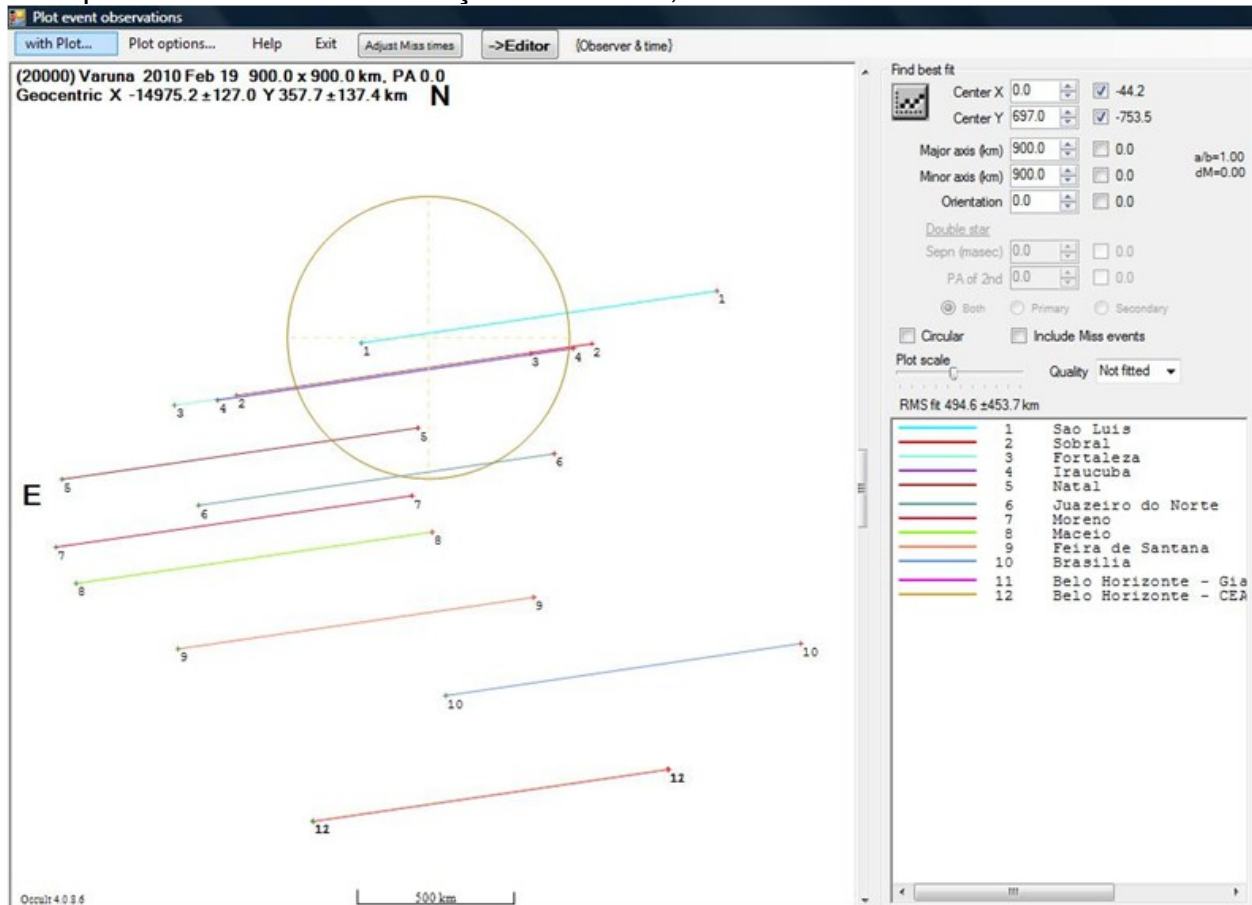 Plot event observations
with Plot... Plot options... Help Exit Adjust Miss times ->Editor {Observer & time}
(20000) Varuna 2010 Feb 19 900.0 x 900.0 km, PA 0.0
Geocentric X -14975.2 ±127.0 Y 357.7 ±137.4 km N
1
1
2
4
3
3
4
2
5
5
6
6
E
7
7
8
8
9
9
10
10
12
12
Occult 4.0.8.6
500 km
Find best fit
Center X 0.0 -44.2
Center Y 697.0 -753.5
Major axis (km) 900.0 0.0
a/b=1.00
Minor axis (km) 900.0 0.0
dM=0.00
Orientation 0.0 0.0
Double star
Sepn (masec) 0.0 0.0
PA of 2nd 0.0 0.0
Both Primary Secondary
Circular Include Miss events
Plot scale
Quality Not fitted
RMS fit 494.6 ±453.7 km
1 Sao Luis
2 Sobral
3 Fortaleza
4 Iraucuba
5 Natal
6 Juazeiro do Norte
7 Moreno
8 Maceio
9 Feira de Santana
10 Brasilia
11 Belo Horizonte - Gia
12 Belo Horizonte - CEA